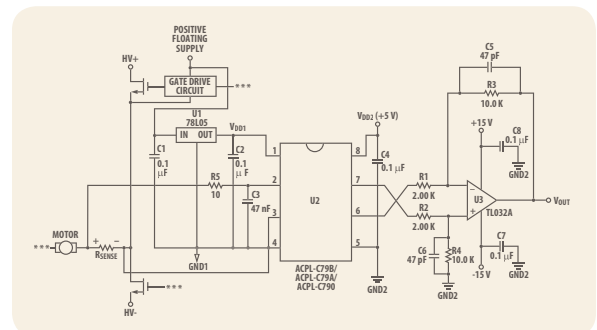 POSITIVE
FLOATING
SUPPLY
HV+
GATE DRIVE
CIRCUIT
***
U1
78L05
IN OUT
VDD1
C1
0.1
µF
C2
0.1
µ F
R5
10
C3
47 nF
MOTOR
***
+ −
RSENSE
GND1
***
HV-
1
2
3
4
U2
8
7
6
5
ACPL-C79B/
ACPL-C79A/
ACPL-C790
VDD2 (+5 V)
C4
0.1 µF
GND2
R1
2.00 K
R2
2.00 K
C6
47 pF
R4
10.0 K
GND2
C5
47 pF
R3
10.0 K
+15 V
C8
0.1 µF
GND2
−
+
U3
TL032A
VOUT
C7
0.1 µF
-15 V
GND2